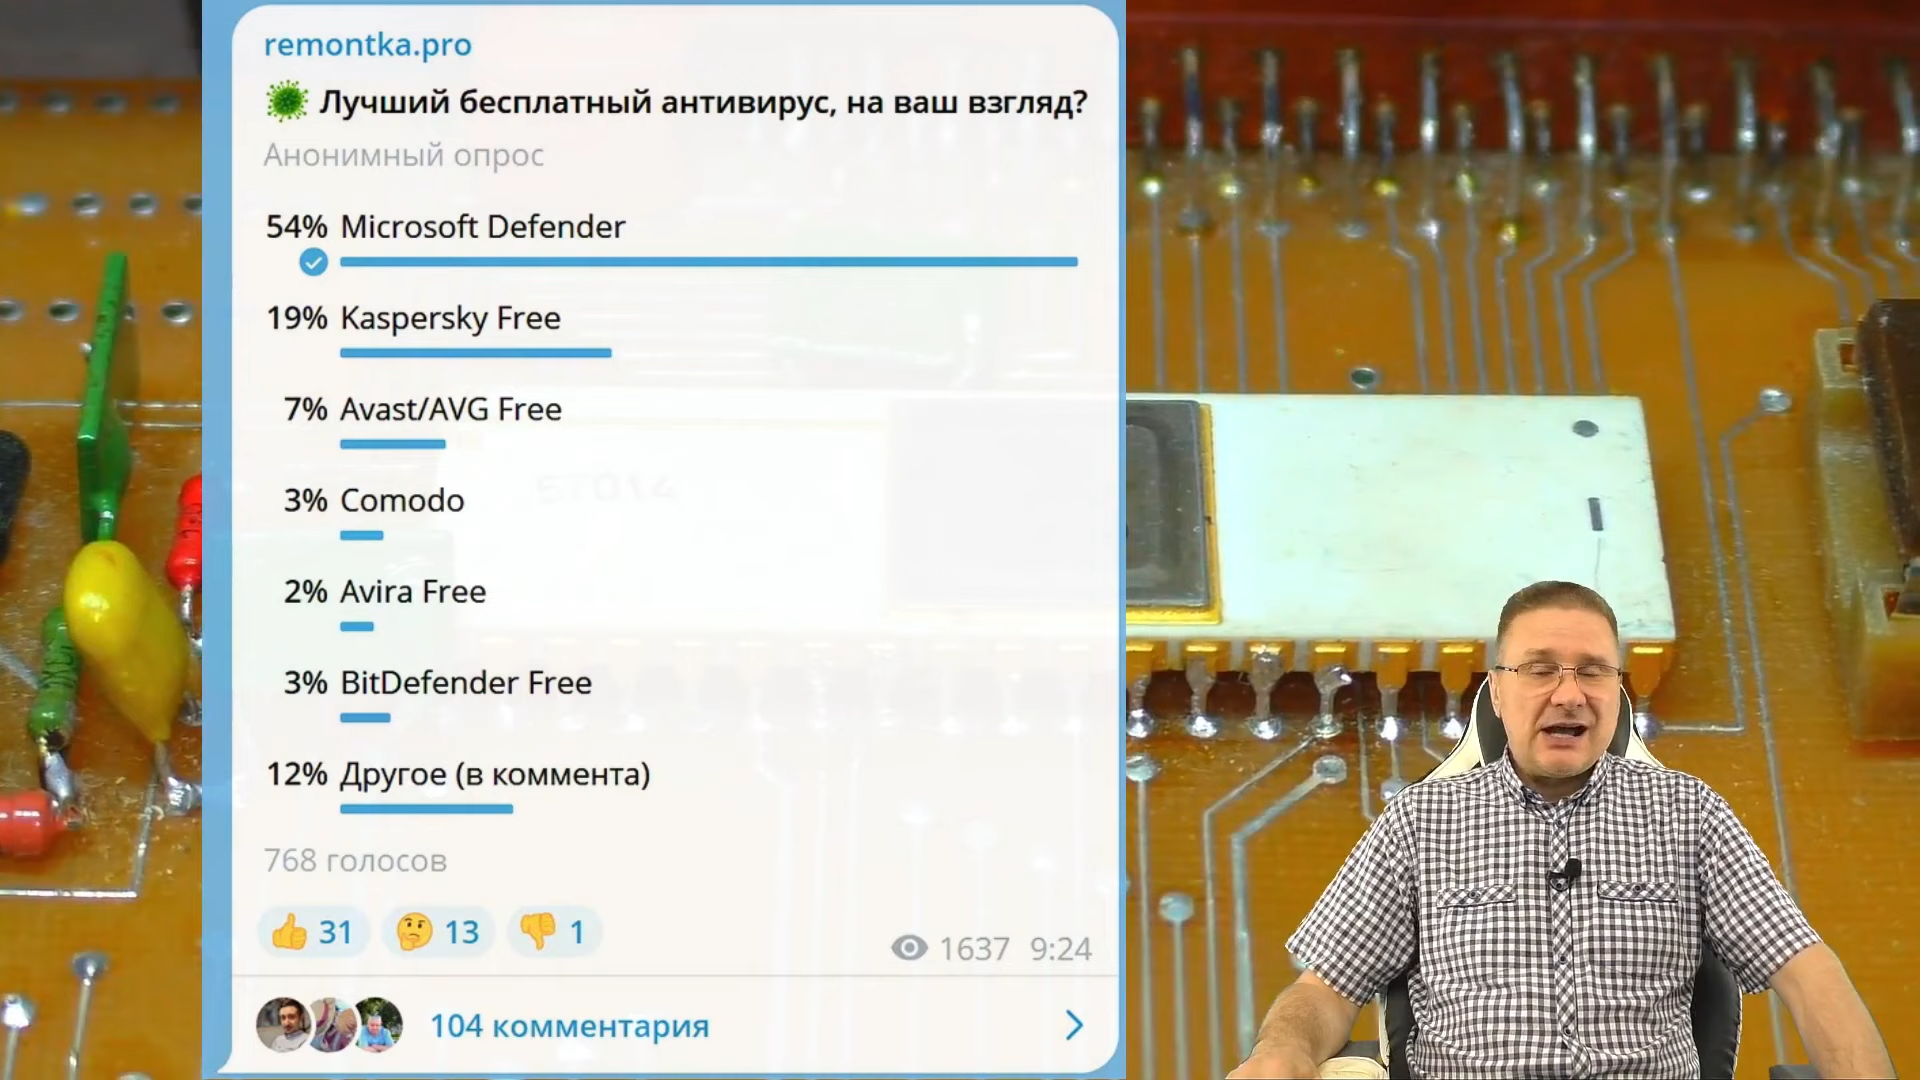 remontka.pro
Лучший бесплатный антивирус, на ваш взгляд?
Анонимный опрос
54% Microsoft Defender
19% Kaspersky Free
7% Avast/AVG Free
3% Comodo
2% Avira Free
3% BitDefender Free
12% Другое (в коммента)
768 голосов
31 13 1
1637 9:24
104 комментария